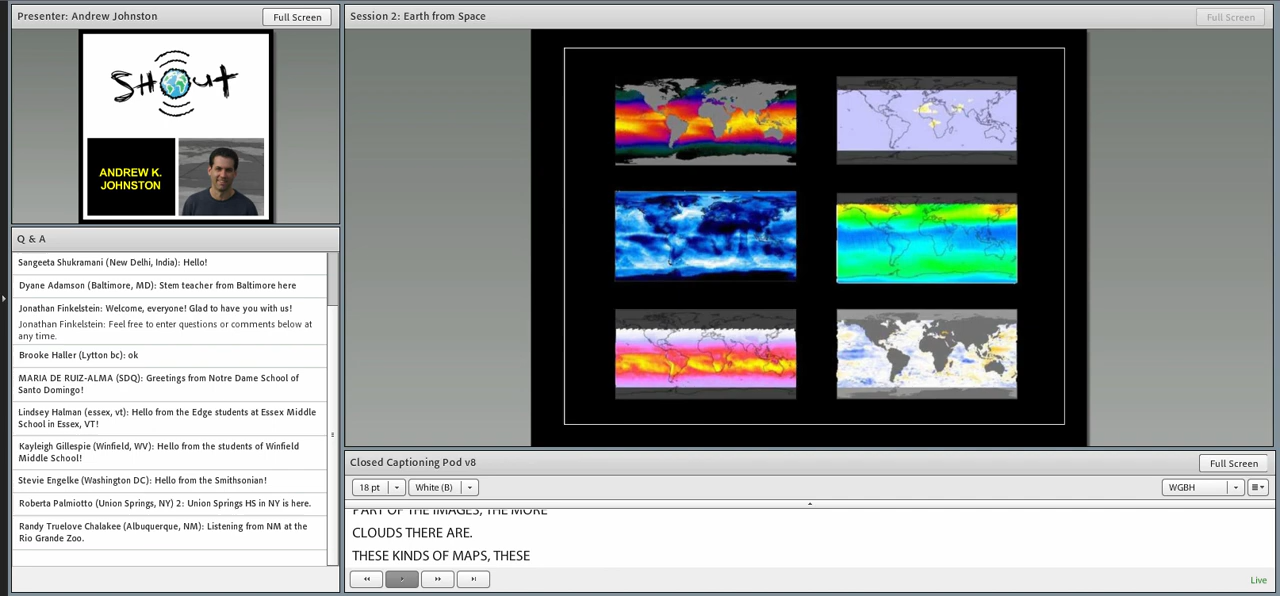 Presenter: Andrew Johnston
Full Screen
Shout
ANDREW K.
JOHNSTON
Q & A
Sangeeta Shukramani (New Delhi, India): Hello!
Dyane Adamson (Baltimore, MD): Stem teacher from Baltimore here
Jonathan Finkelstein: Welcome, everyone! Glad to have you with us!
Jonathan Finkelstein: Feel free to enter questions or comments below at
any time.
Brooke Haller (Lytton bc): ok
MARIA DE RUIZ-ALMA (SDQ): Greetings from Notre Dame School of
Santo Domingo!
Lindsey Halman (essex, vt): Hello from the Edge students at Essex Middle
School in Essex, VT!
Kayleigh Gillespie (Winfield, WV): Hello from the students of Winfield
Middle School!
Stevie Engelke (Washington DC): Hello from the Smithsonian!
Roberta Palmiotto (Union Springs, NY) 2: Union Springs HS in NY is here.
Randy Truelove Chalakee (Albuquerque, NM): Listening from NM at the
Rio Grande Zoo.
Session 2: Earth from Space
Full Screen
Closed Captioning Pod v8
Full Screen
18 pt
White (B)
WGBH
PART OF THE IMAGES, THE MORE
CLOUDS THERE ARE.
THESE KINDS OF MAPS, THESE
Live